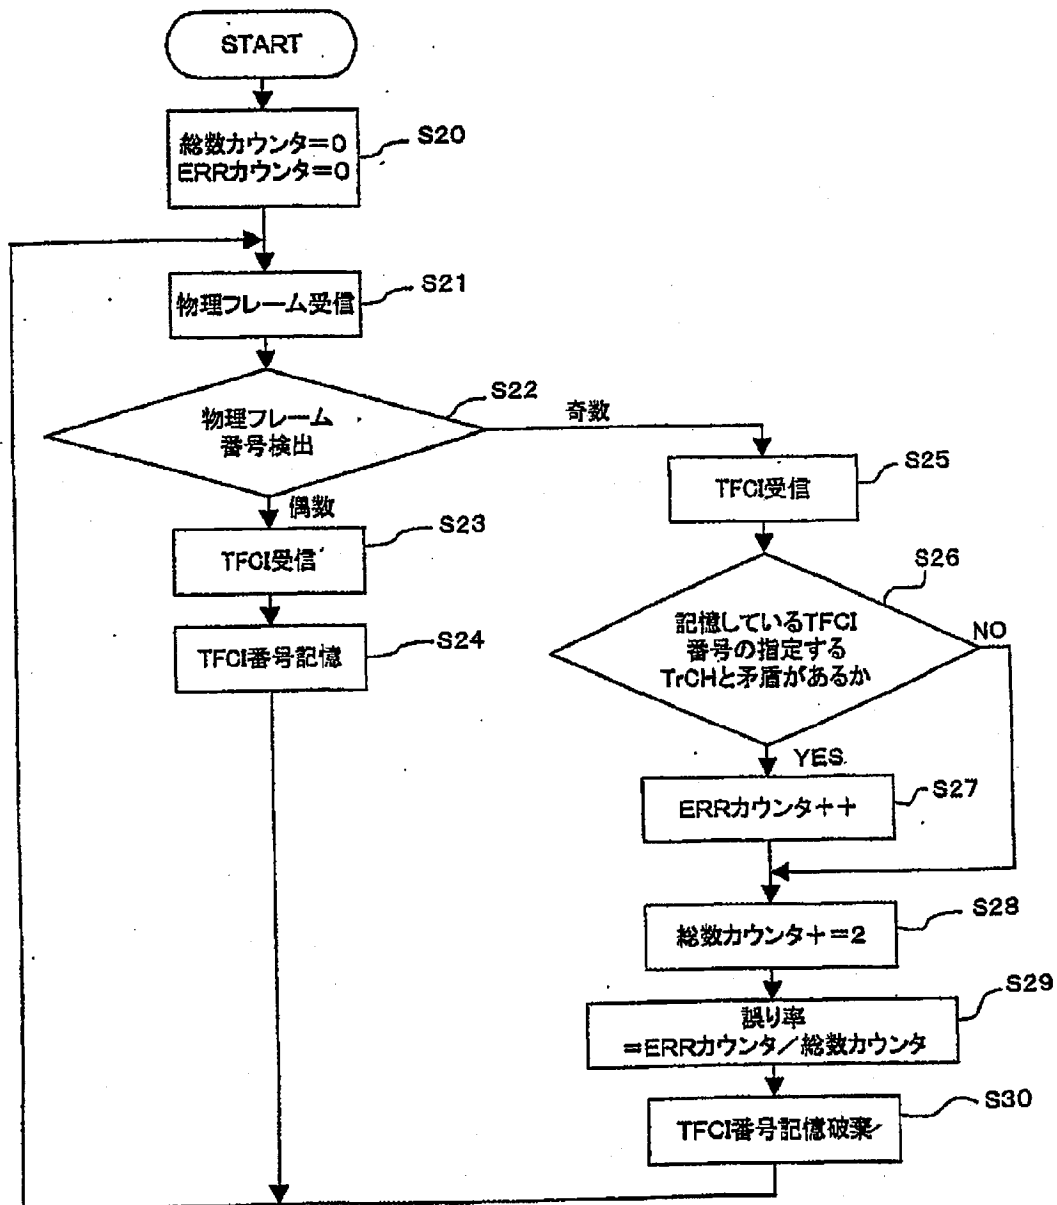 START
総数カウンタ=0
ERRカウンタ=0
S20
物理フレーム受信
S21
物理フレーム
番号検出
S22
奇数
偶数
TFCI受信
S23
TFCI番号記憶
S24
TFCI受信
S25
記憶しているTFCI
番号の指定する
TrCHと矛盾があるか
S26
NO
YES
ERRカウンタ++
S27
総数カウンタ+=2
S28
誤り率
=ERRカウンタ/総数カウンタ
S29
TFCI番号記憶破棄
S30